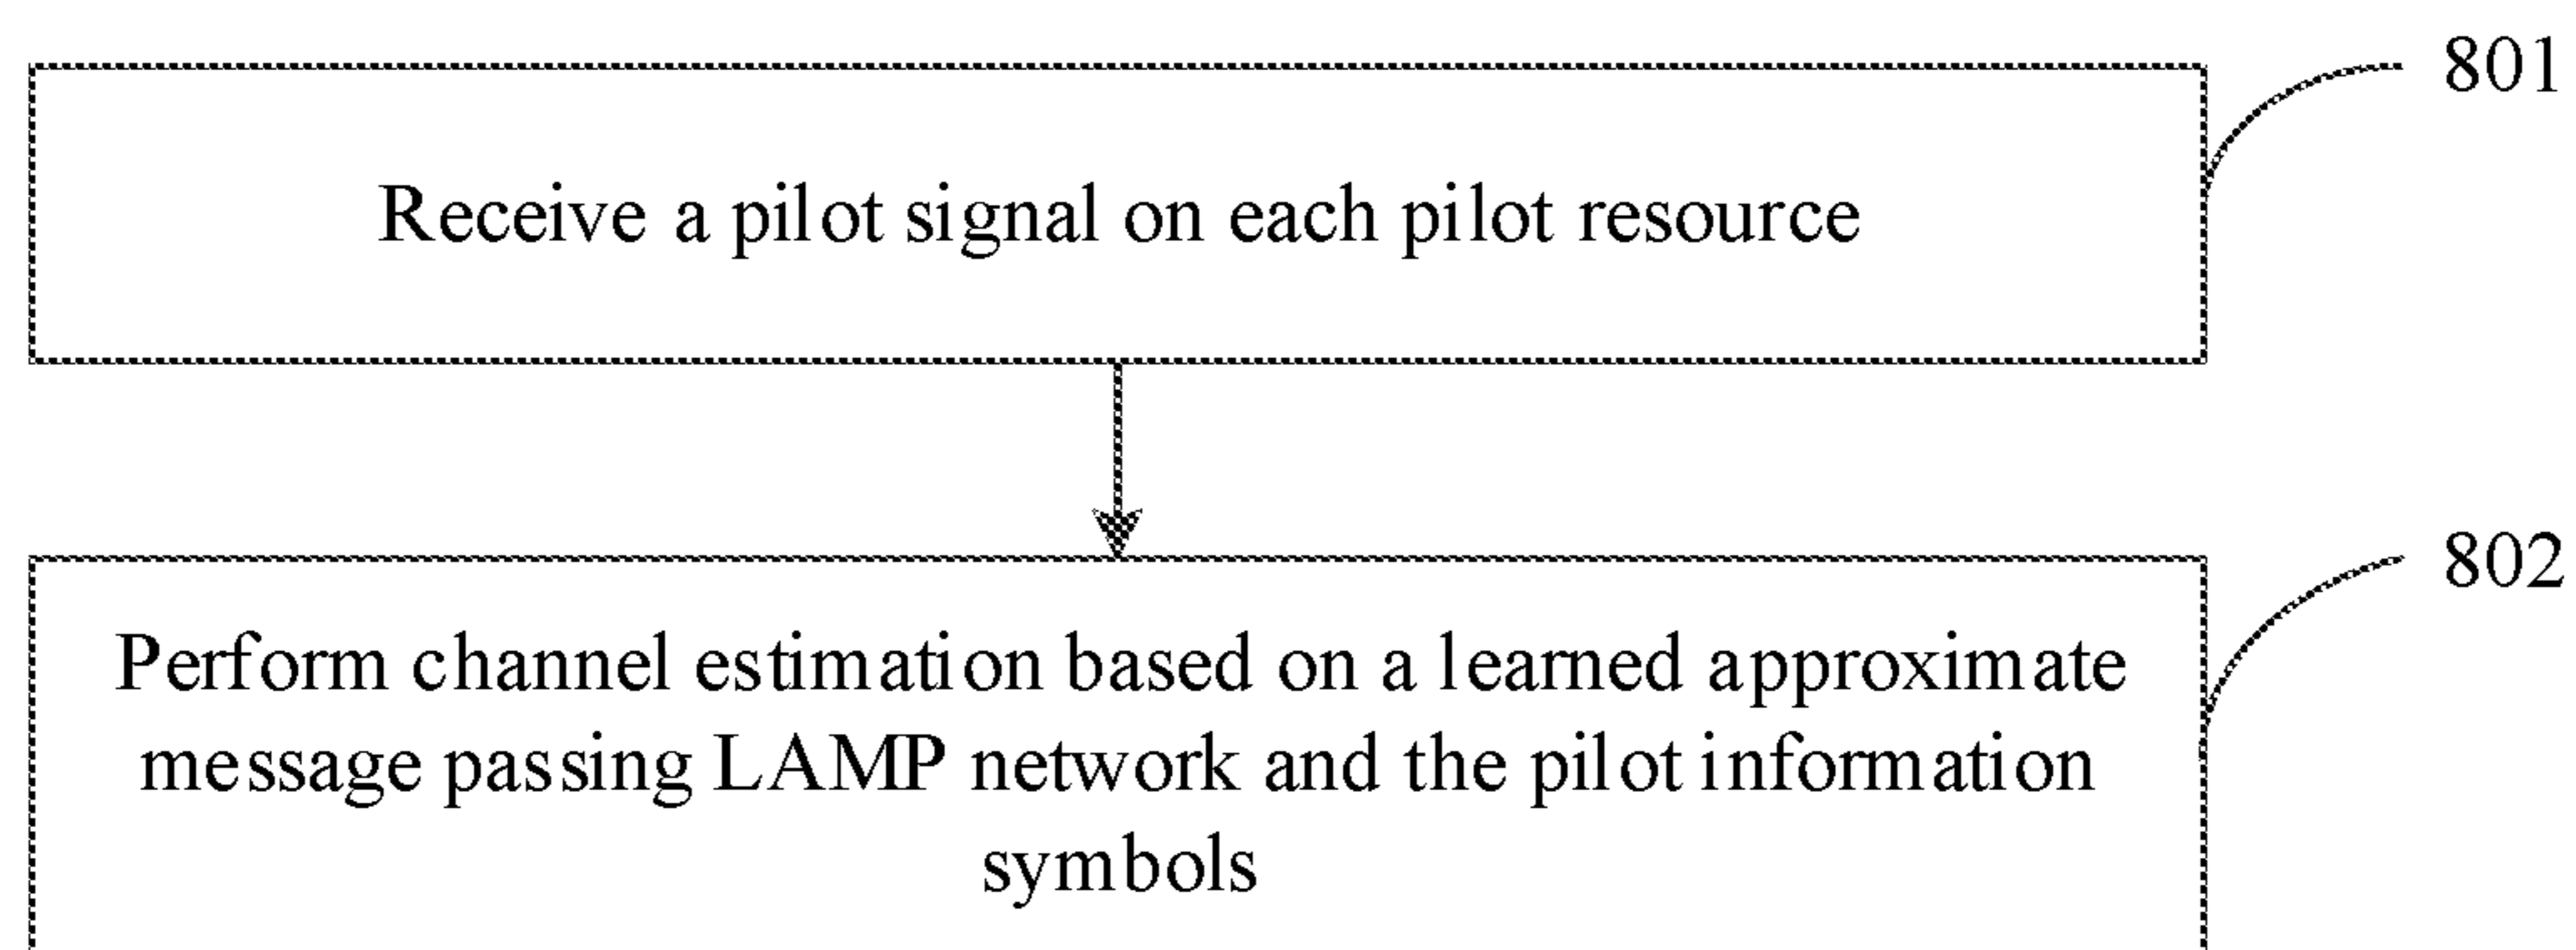 801
Receive a pilot signal on each pilot resource
802
Perform channel estimation based on a learned approximate
message passing LAMP network and the pilot information
symbols